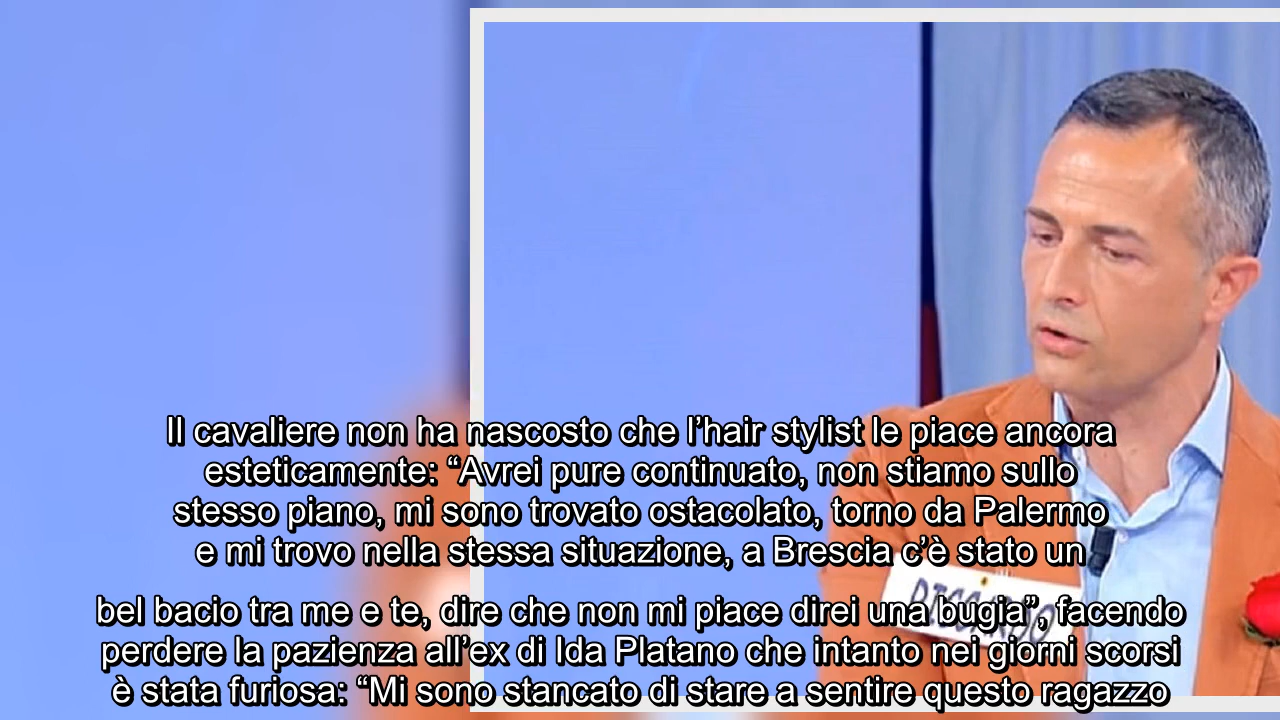 Il cavaliere non ha nascosto che l’hair stylist le piace ancora
esteticamente: “Avrei pure continuato, non stiamo sullo
stesso piano, mi sono trovato ostacolato, torno da Palermo
e mi trovo nella stessa situazione, a Brescia c’è stato un
bel bacio tra me e te, dire che non mi piace direi una bugia”, facendo
RICCARDO
perdere la pazienza all’ex di Ida Platano che intanto nei giorni scorsi
è stata furiosa: “Mi sono stancato di stare a sentire questo ragazzo